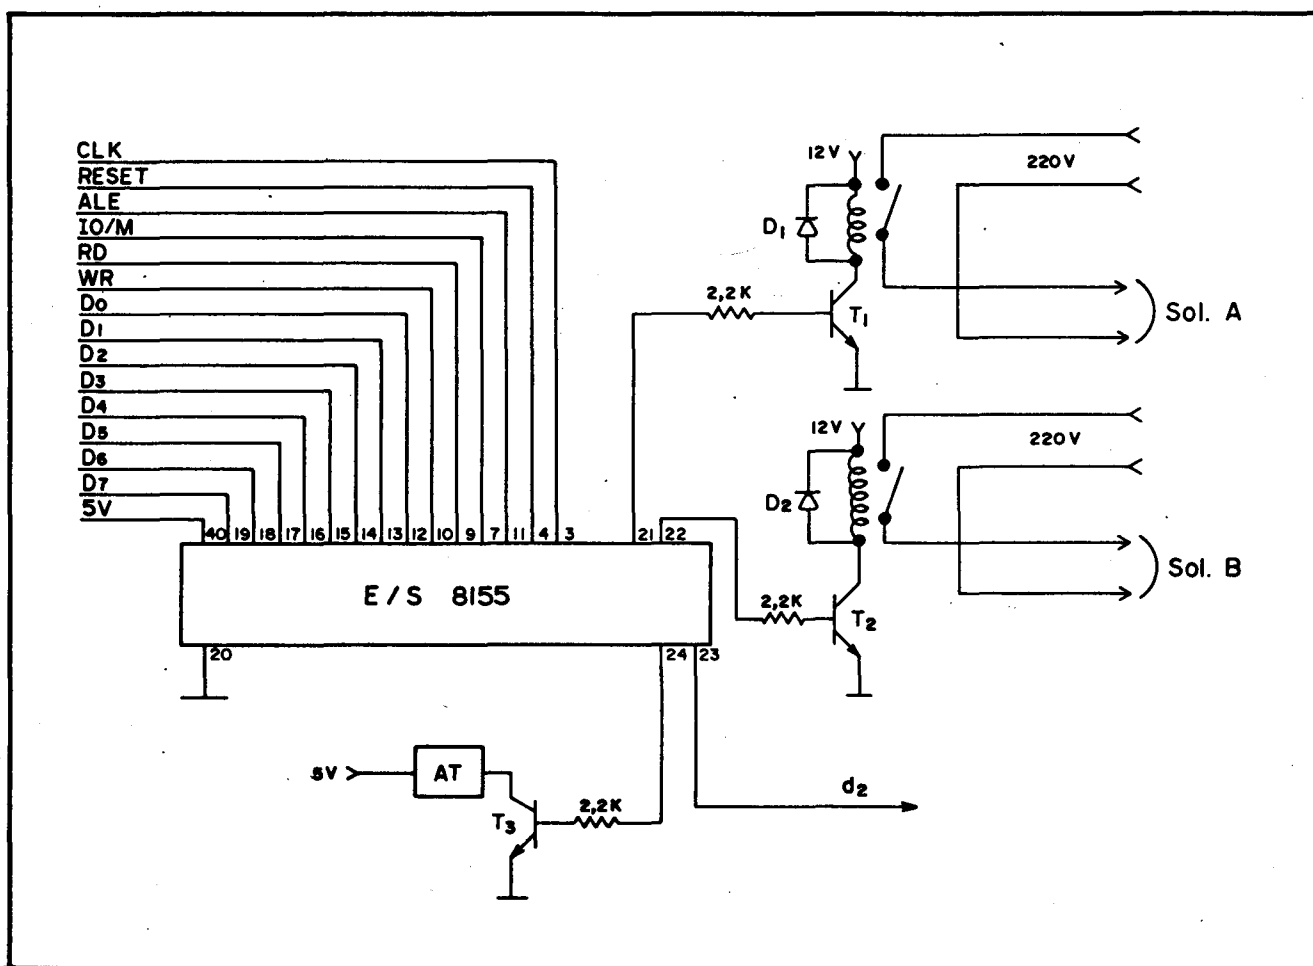 CLK
RESET
ALE
IO/M
RD
WR
D0
D1
D2
D3
D4
D5
D6
D7
5V
40 19 18 17 16 15 14 13 12 10 9 7 11 4 3 21 22
E/S 8155
20 24 23
12V
220V
D1
2,2K
T1
Sol. A
12V
220V
D2
2,2K
T2
Sol. B
5V
AT
T3
2,2K
d2